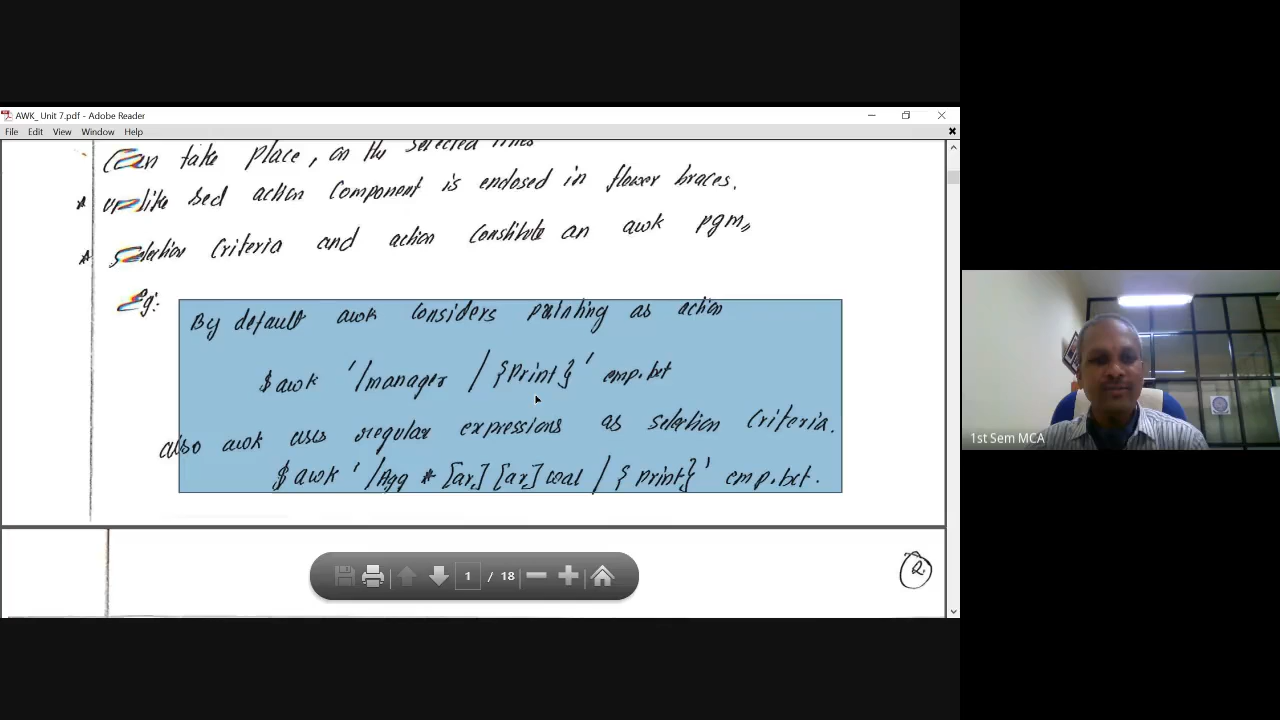 AWK_ Unit 7.pdf - Adobe Reader
File Edit View Window Help
Can take place, on the selected lines
* unlike sed action component is enclosed in flower braces.
* Selection criteria and action constitute an awk pgm,
Eg:
By default awk considers printing as action
$ awk '/manager / {print}' emp.txt
also awk uses regular expressions as selection criteria.
$ awk '/Agg * [ar] [ar] wal / { print}' emp.txt.
1 / 18
2
1st Sem MCA